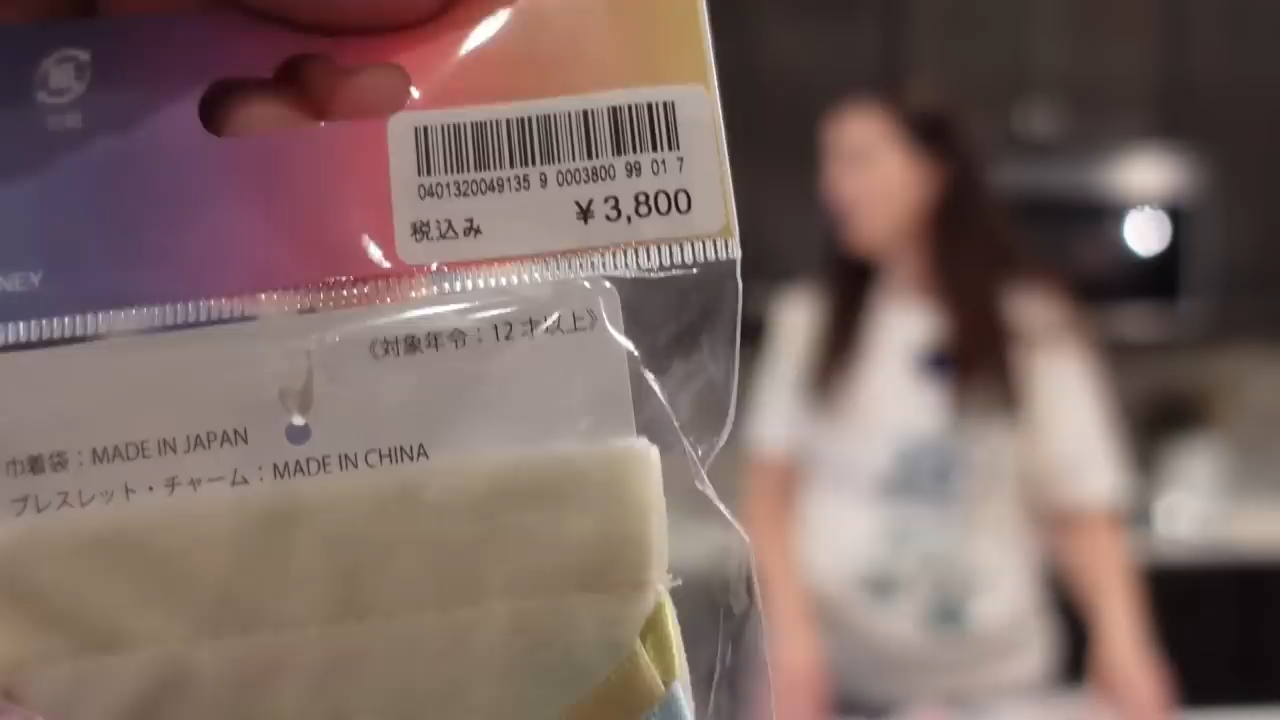 0401320049135 9 0003800 99 01 7
税込み ¥3,800
NEY
《対象年令：12才以上》
巾着袋：MADE IN JAPAN
ブレスレット・チャーム：MADE IN CHINA